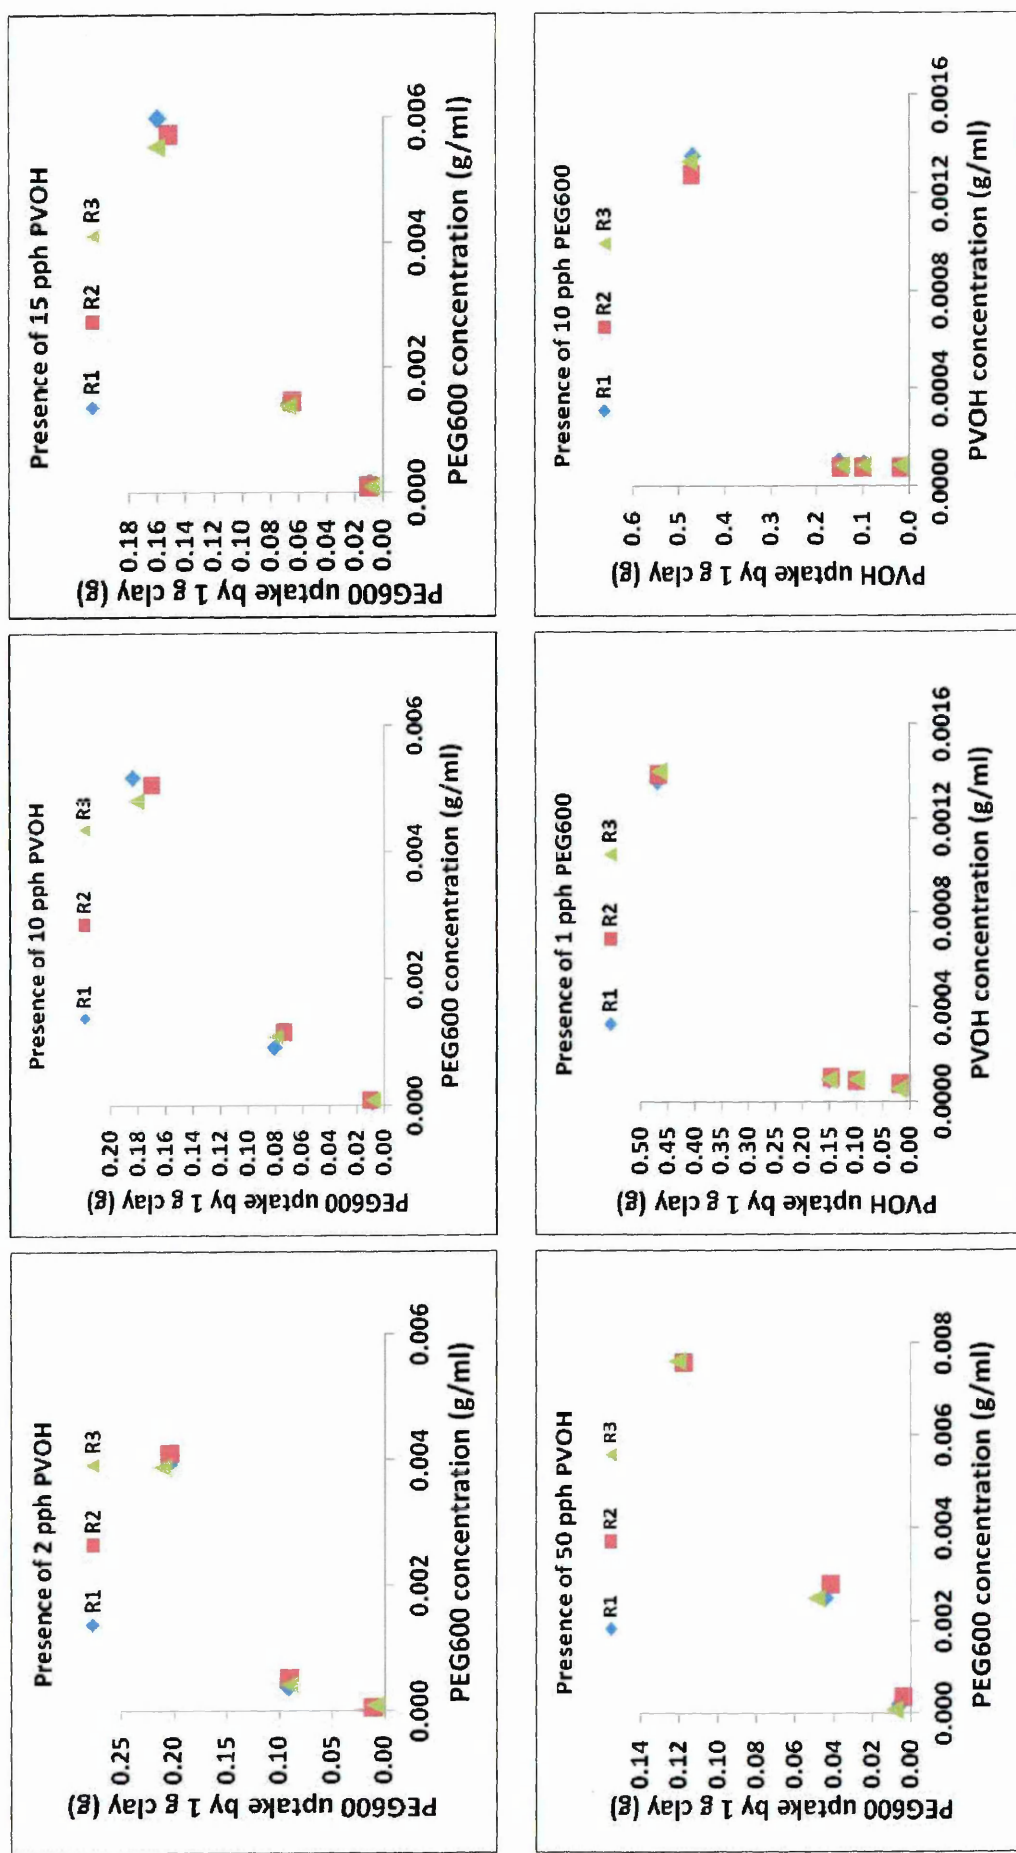 Presence of 2 pph PVOH
R1 R2 R3
PEG600 uptake by 1 g clay (g)
0.25
0.20
0.10
0.00
0.000 0.002 0.004 0.006
PEG600 concentration (g/ml)
Presence of 10 pph PVOH
R1 R2 R3
PEG600 uptake by 1 g clay (g)
0.20
0.18
0.16
0.14
0.12
0.10
0.08
0.06
0.04
0.02
0.00
0.000 0.002 0.004 0.006
PEG600 concentration (g/ml)
Presence of 15 pph PVOH
R1 R2 R3
PEG600 uptake by 1 g clay (g)
0.18
0.16
0.14
0.12
0.10
0.08
0.06
0.04
0.02
0.00
0.000 0.002 0.004 0.006
PEG600 concentration (g/ml)
Presence of 50 pph PVOH
R1 R2 R3
PEG600 uptake by 1 g clay (g)
0.14
0.12
0.10
0.08
0.06
0.04
0.02
0.00
0.000 0.002 0.004 0.006 0.008
PEG600 concentration (g/ml)
Presence of 1 pph PEG600
R1 R2 R3
PVOH uptake by 1 g clay (g)
0.50
0.45
0.40
0.35
0.30
0.25
0.20
0.15
0.10
0.05
0.00
0.0000 0.0004 0.0008 0.0012 0.0016
PVOH concentration (g/ml)
Presence of 10 pph PEG600
R1 R2 R3
PVOH uptake by 1 g clay (g)
0.6
0.5
0.4
0.3
0.2
0.1
0.0
0.0000 0.0004 0.0008 0.0012 0.0016
PVOH concentration (g/ml)